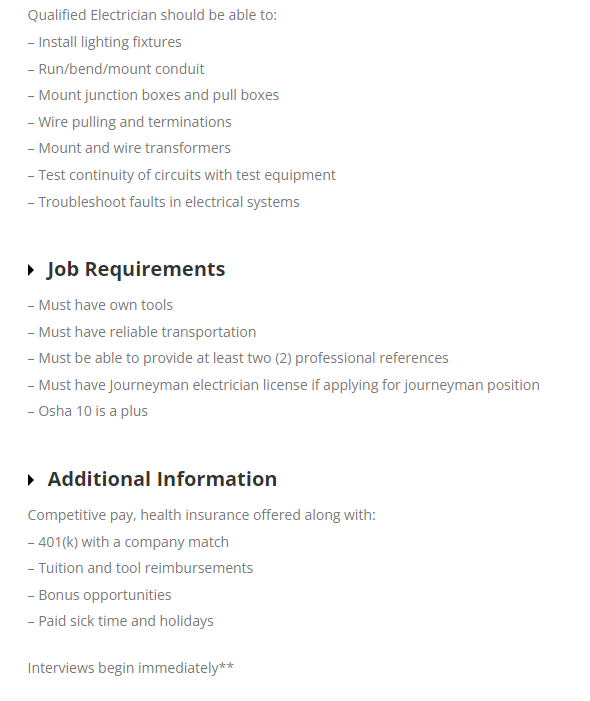 Qualified Electrician should be able to:
– Install lighting fixtures
– Run/bend/mount conduit
– Mount junction boxes and pull boxes
– Wire pulling and terminations
– Mount and wire transformers
– Test continuity of circuits with test equipment
– Troubleshoot faults in electrical systems
Job Requirements
– Must have own tools
– Must have reliable transportation
– Must be able to provide at least two (2) professional references
– Must have Journeyman electrician license if applying for journeyman position
– Osha 10 is a plus
Additional Information
Competitive pay, health insurance offered along with:
– 401(k) with a company match
– Tuition and tool reimbursements
– Bonus opportunities
– Paid sick time and holidays
Interviews begin immediately**